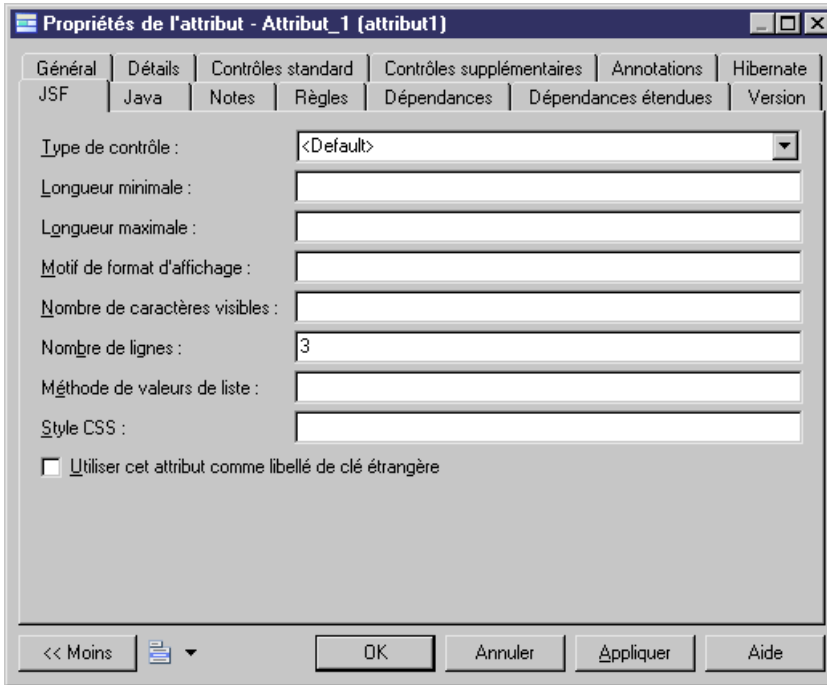 Propriétés de l'attribut - Attribut_1 (attribut1)
Général Détails Contrôles standard Contrôles supplémentaires Annotations Hibernate
JSF Java Notes Règles Dépendances Dépendances étendues Version
Type de contrôle : <Default>
Longueur minimale :
Longueur maximale :
Motif de format d'affichage :
Nombre de caractères visibles :
Nombre de lignes : 3
Méthode de valeurs de liste :
Style CSS :
Utiliser cet attribut comme libellé de clé étrangère
<< Moins OK Annuler Appliquer Aide